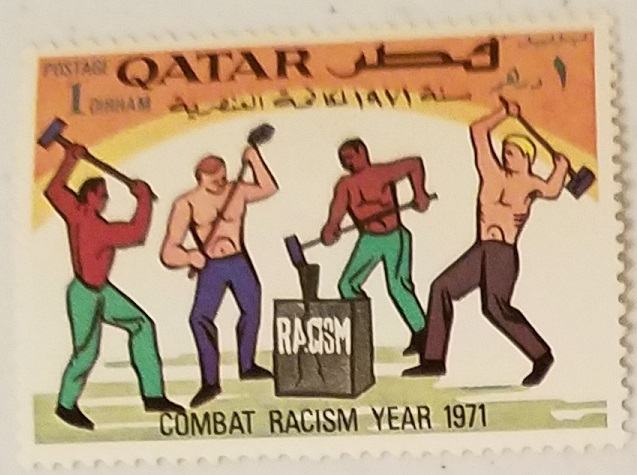 POSTAGE QATAR قطر
1 DIRHAM سنة ١٩٧١ لمكافحة العنصرية ١ درهم
RACISM
COMBAT RACISM YEAR 1971